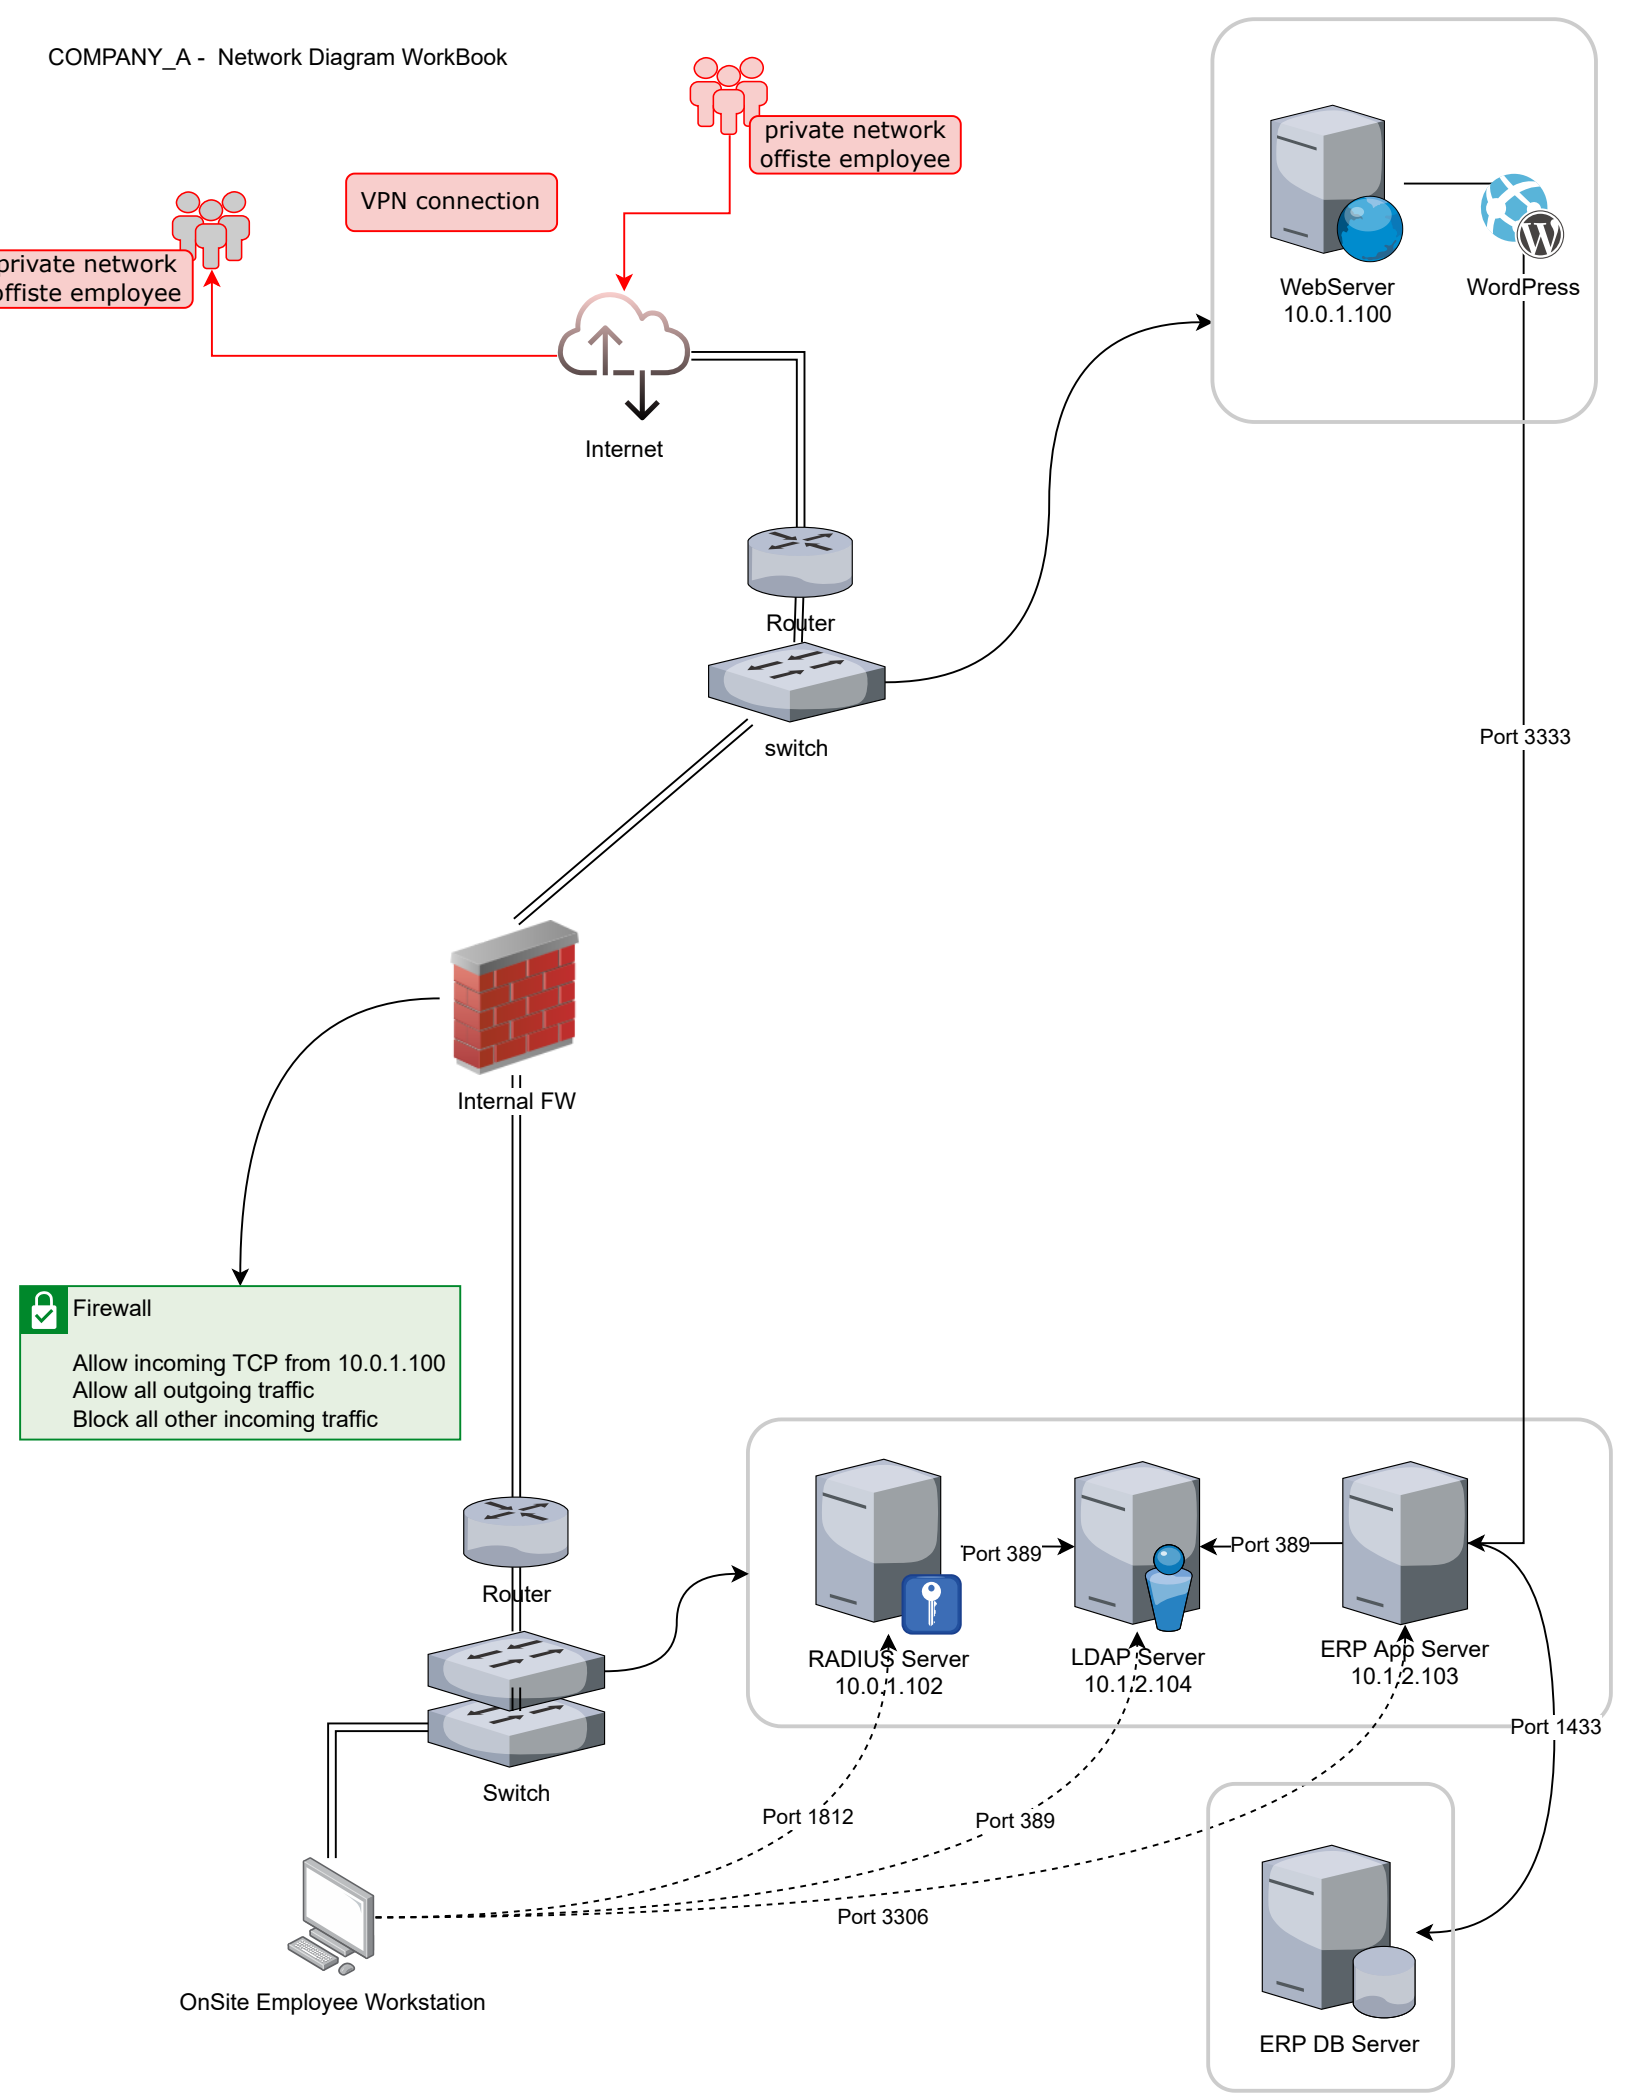 COMPANY_A - Network Diagram WorkBook
private network
offiste employee
VPN connection
private network
offiste employee
WebServer
10.0.1.100
WordPress
Internet
Router
switch
Port 3333
Internal FW
Firewall
Allow incoming TCP from 10.0.1.100
Allow all outgoing traffic
Block all other incoming traffic
Port 389
Port 389
Router
RADIUS Server
10.0.1.102
LDAP Server
10.1.2.104
ERP App Server
10.1.2.103
Port 1433
Switch
Port 1812
Port 389
Port 3306
OnSite Employee Workstation
ERP DB Server